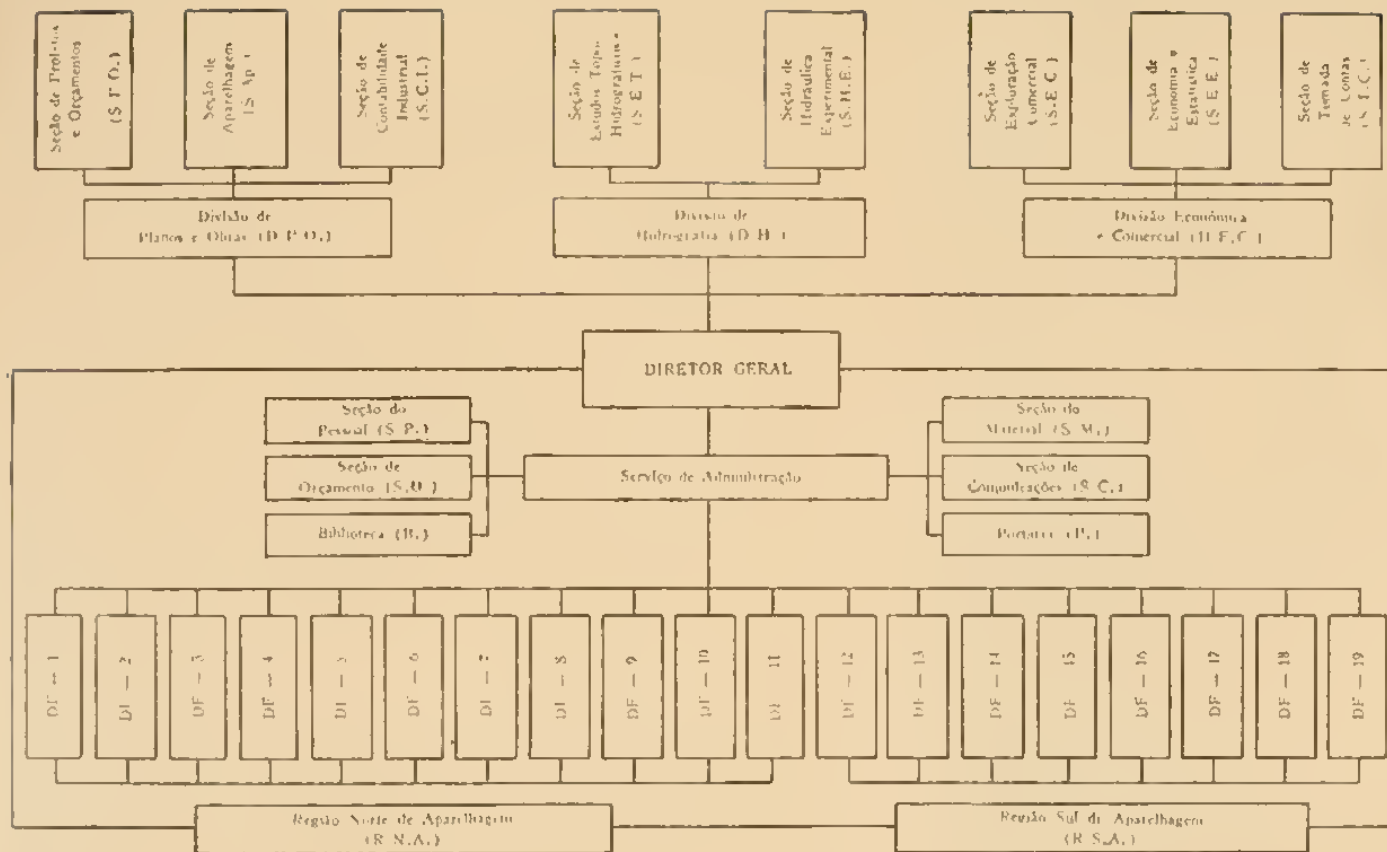 Seção de Projetos
e Orçamentos
(S P O.)
Seção de
Aparelhagem
(S Ap )
Seção de
Contabilidade
Industrial
(S.C.I.)
Seção de
Estudos Topo-
Hidrográficos
(S E T )
Seção de
Hidráulica
Experimental
(S.H.E.)
Seção de
Exploração
Comercial
(S.E C )
Seção de
Economia e
Estatística
(S E.E.)
Seção de
Tomada
de Contas
(S T.C.)
Divisão de
Planos e Obras (D P O.)
Divisão de
Hidrografia (D H )
Divisão Econômica
e Comercial (D E.C )
DIRETOR GERAL
Seção do
Pessoal (S P.)
Seção do
Material (S M.)
Seção de
Orçamento (S.O )
Serviço de Administração
Seção de
Comunicações (S C.)
Biblioteca (B.)
Portaria (P.)
DF — 1
DF — 2
DF — 3
DF — 4
DF — 5
DF — 6
DF — 7
DF — 8
DF — 9
DF — 10
DF — 11
DF — 12
DF — 13
DF — 14
DF — 15
DF — 16
DF — 17
DF — 18
DF — 19
Região Norte de Aparelhagem
(R N.A.)
Região Sul de Aparelhagem
(R S.A.)